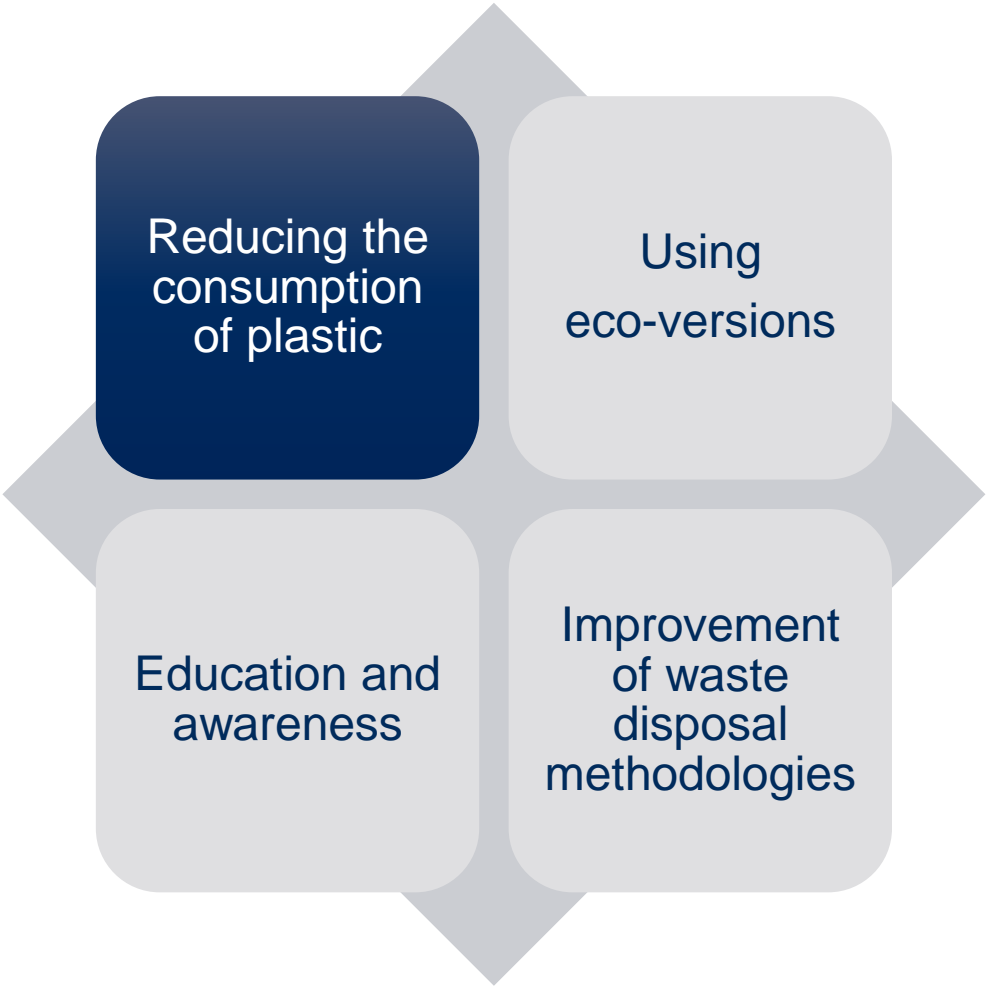 Reducing the
consumption
of plastic
Using
eco-versions
Education and
awareness
Improvement
of waste
disposal
methodologies